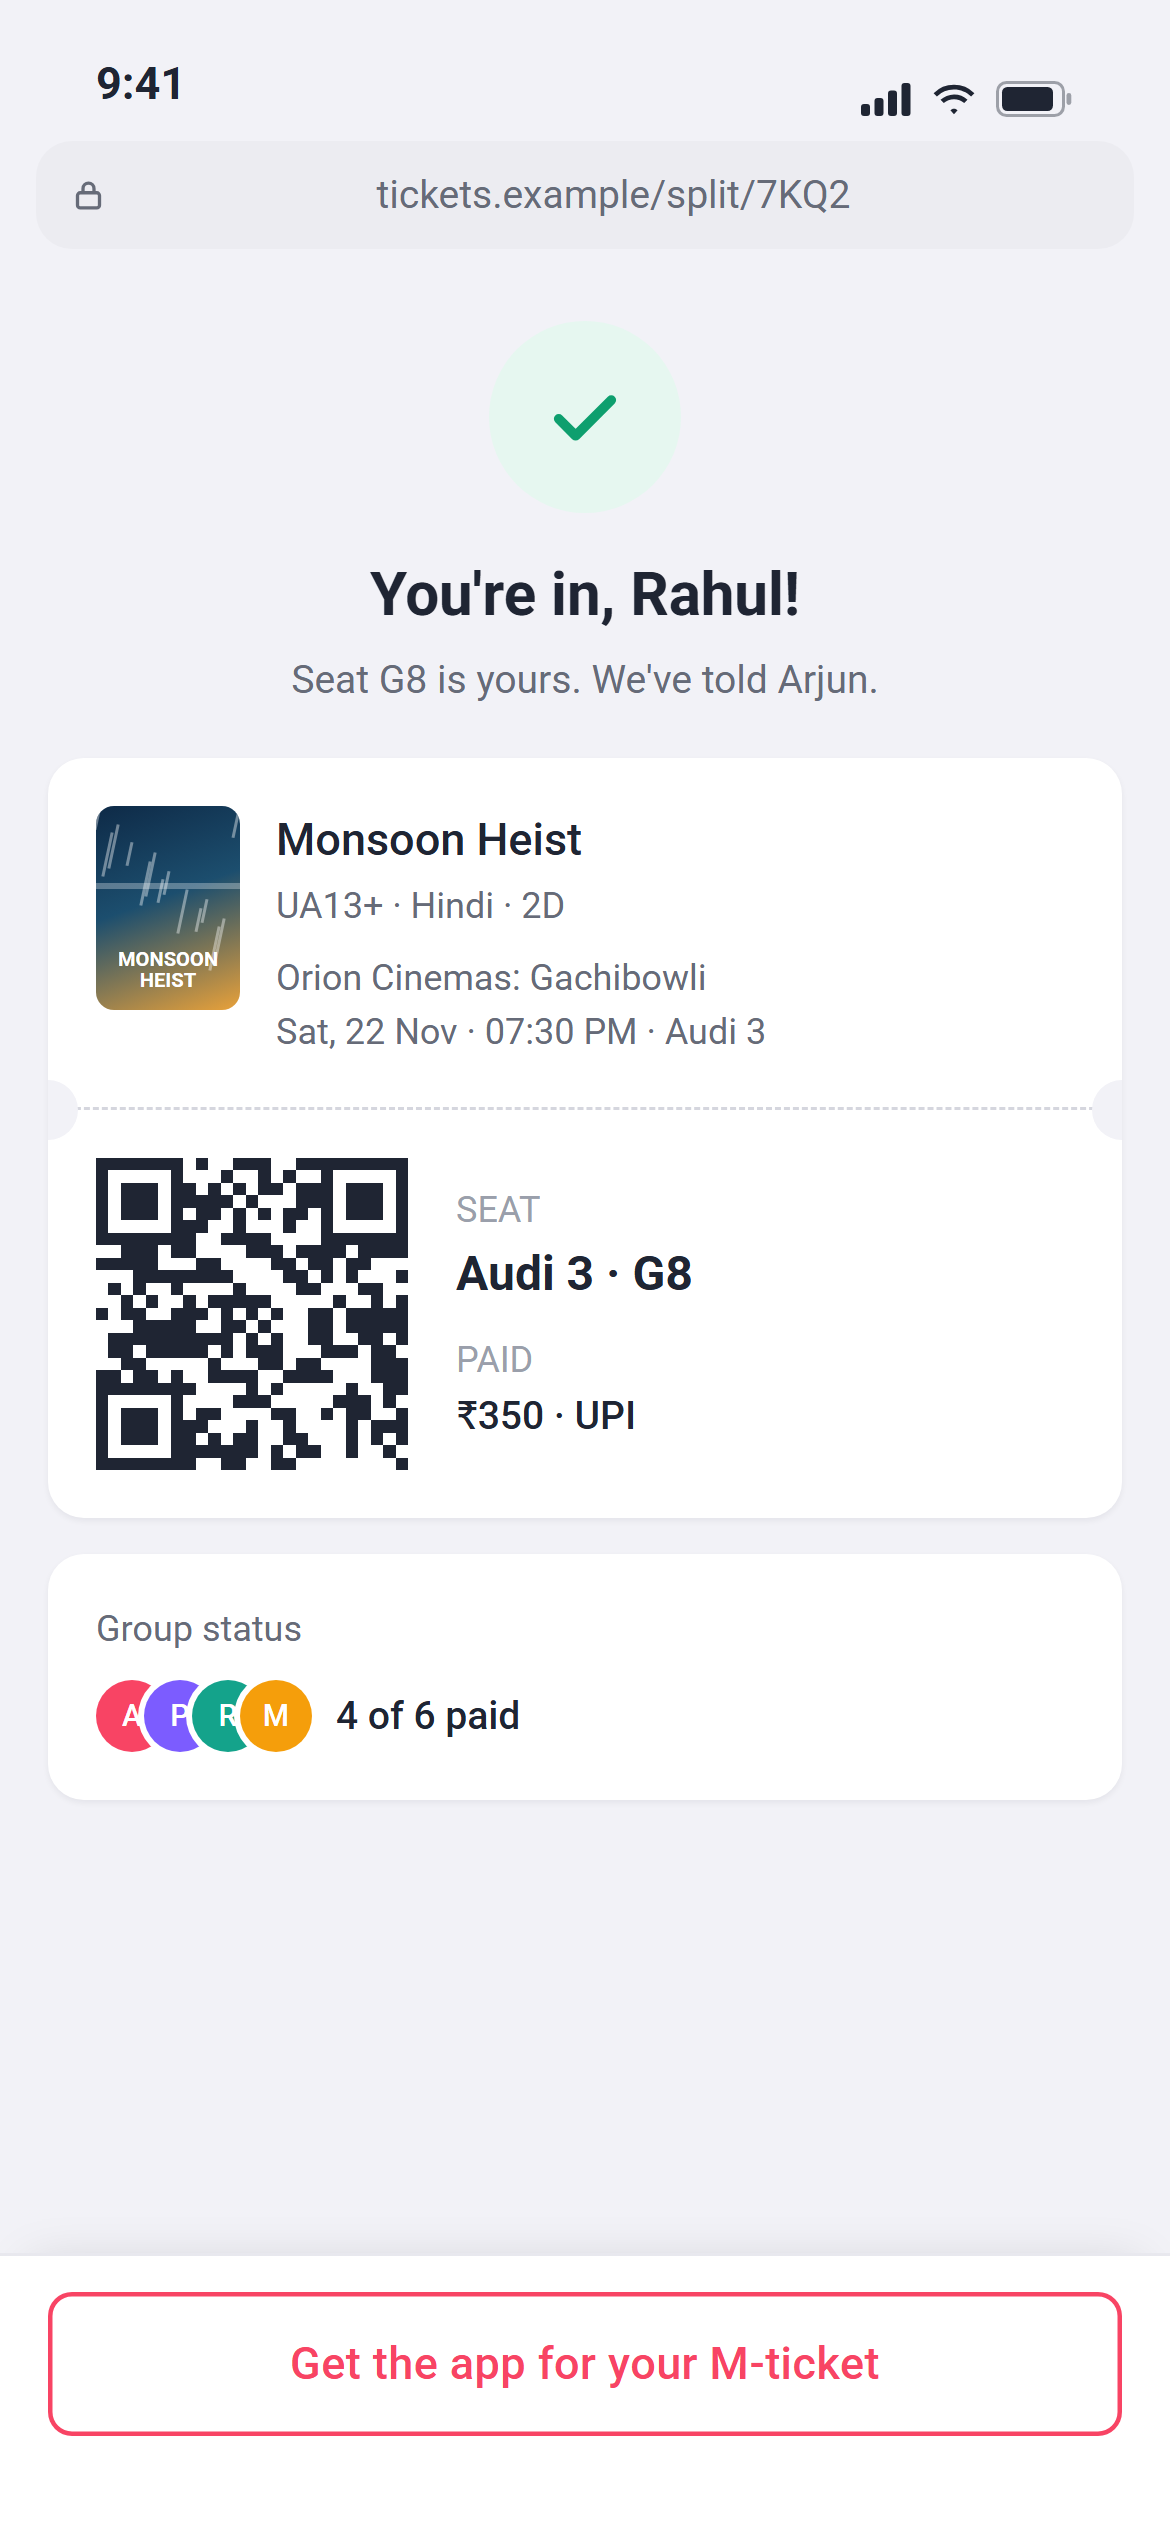 9:41
tickets.example/split/7KQ2
You're in, Rahul!
Seat G8 is yours. We've told Arjun.
Monsoon Heist
UA13+ · Hindi · 2D
MONSOON
HEIST
Orion Cinemas: Gachibowli
Sat, 22 Nov · 07:30 PM · Audi 3
SEAT
Audi 3 · G8
PAID
₹350 · UPI
Group status
A P R M 4 of 6 paid
Get the app for your M-ticket